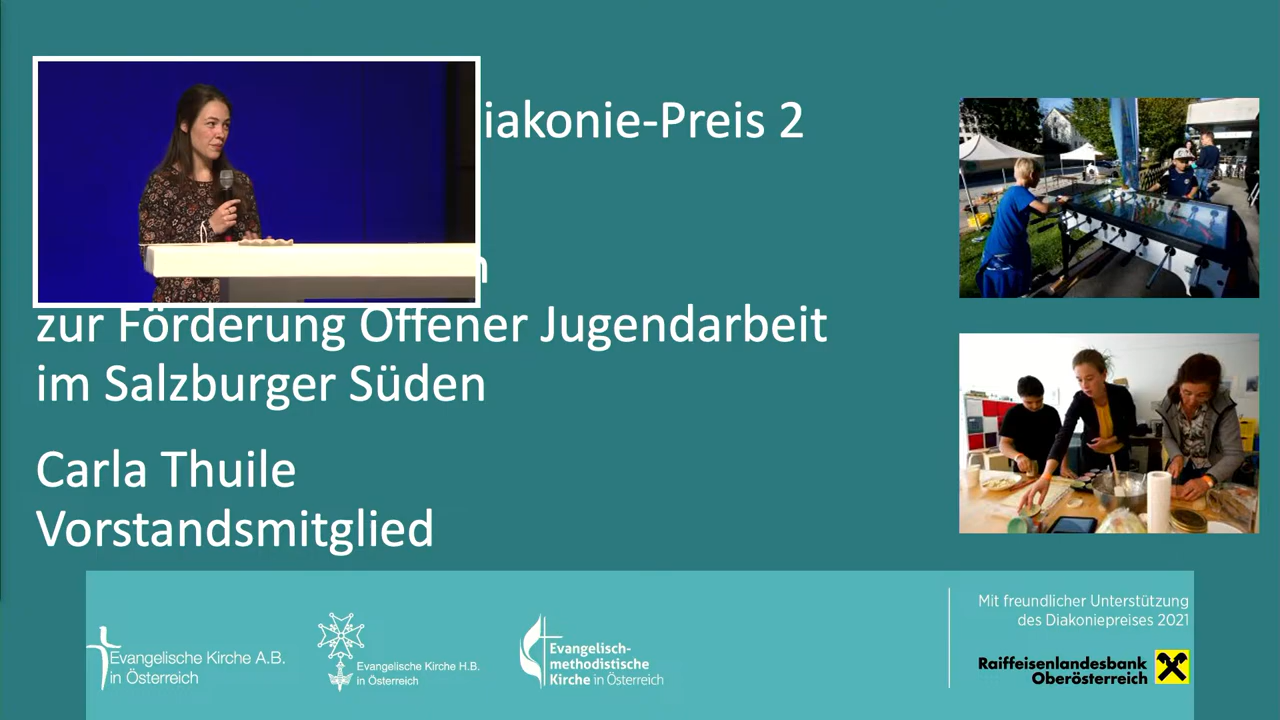 iakonie-Preis 2
zur Förderung Offener Jugendarbeit
im Salzburger Süden
Carla Thuile
Vorstandsmitglied
Evangelische Kirche A.B.
in Österreich
Evangelische Kirche H.B.
in Österreich
Evangelisch-
methodistische
Kirche in Österreich
Mit freundlicher Unterstützung
des Diakoniepreises 2021
Raiffeisenlandesbank
Oberösterreich